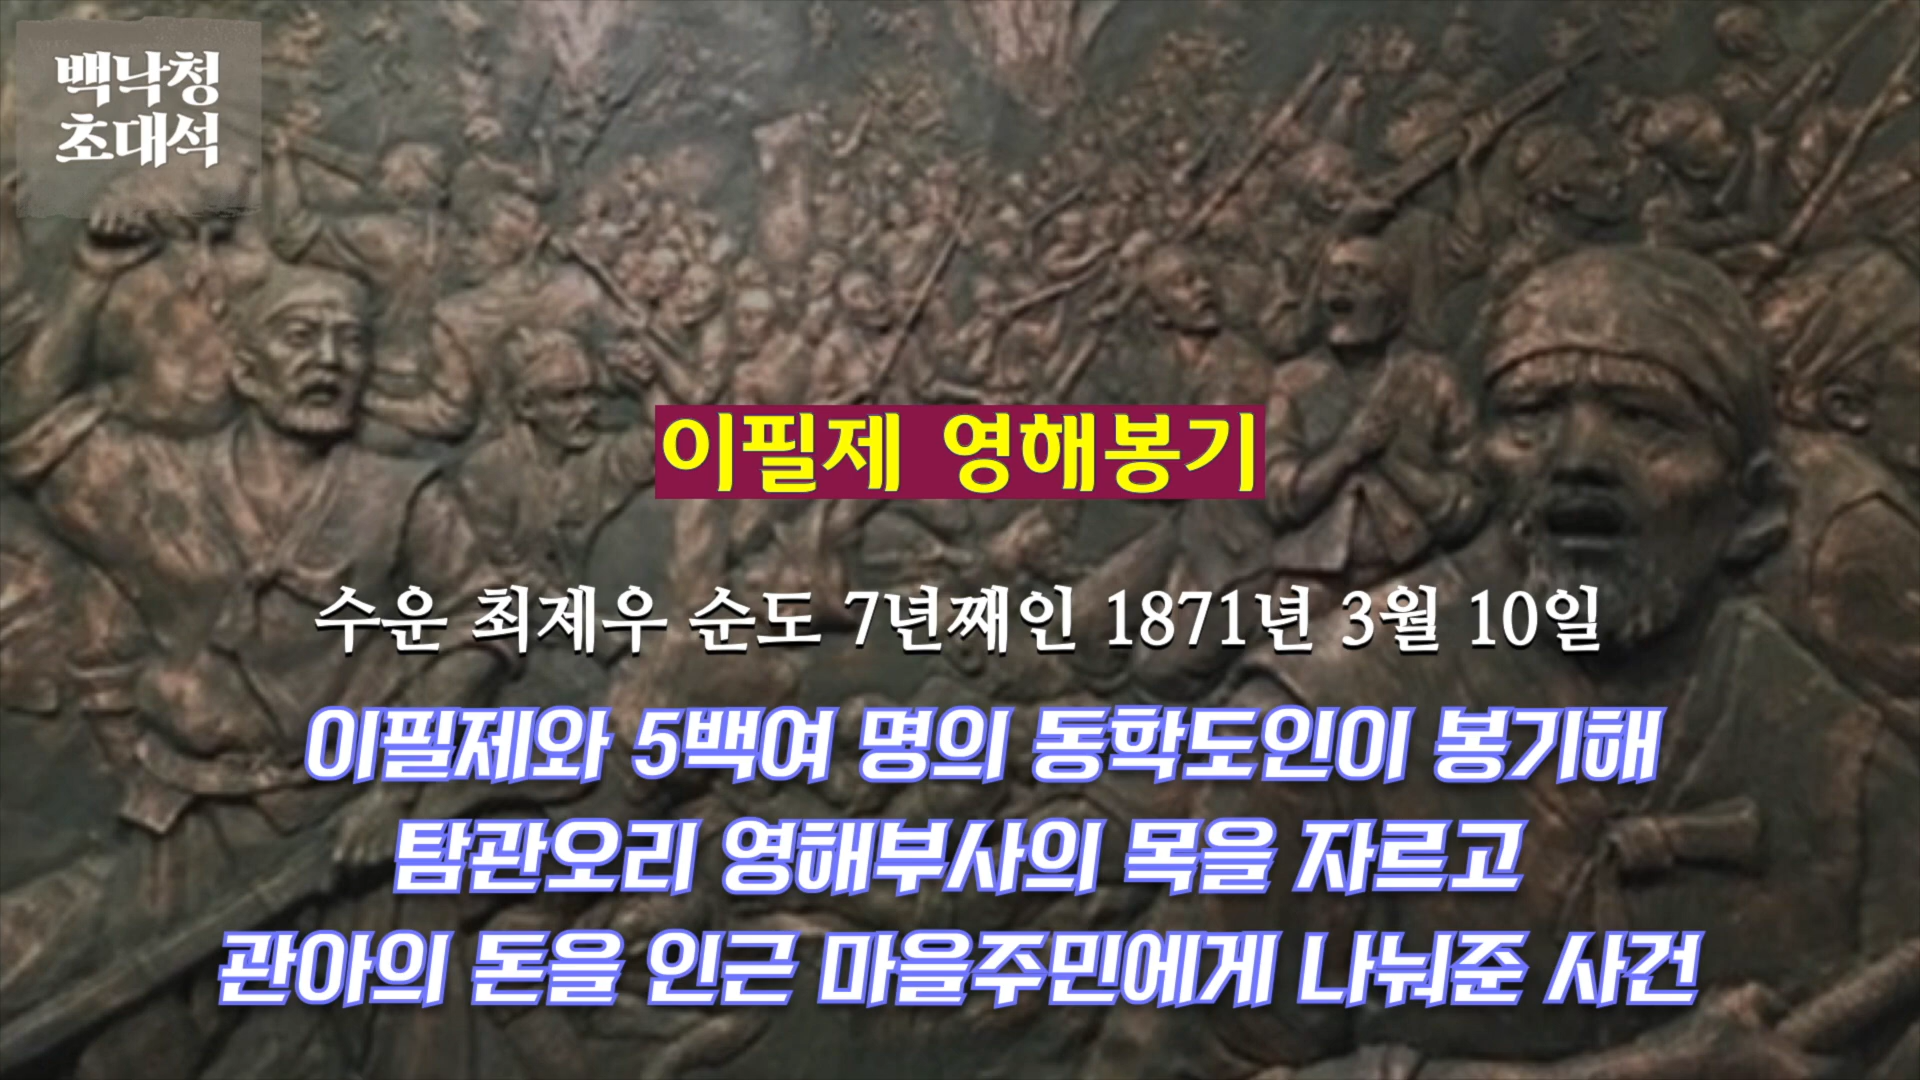 백낙청
초대석
이필제 영해봉기
수운 최제우 순도 7년째인 1871년 3월 10일
이필제와 5백여 명의 동학도인이 봉기해
탐관오리 영해부사의 목을 자르고
관아의 돈을 인근 마을주민에게 나눠준 사건